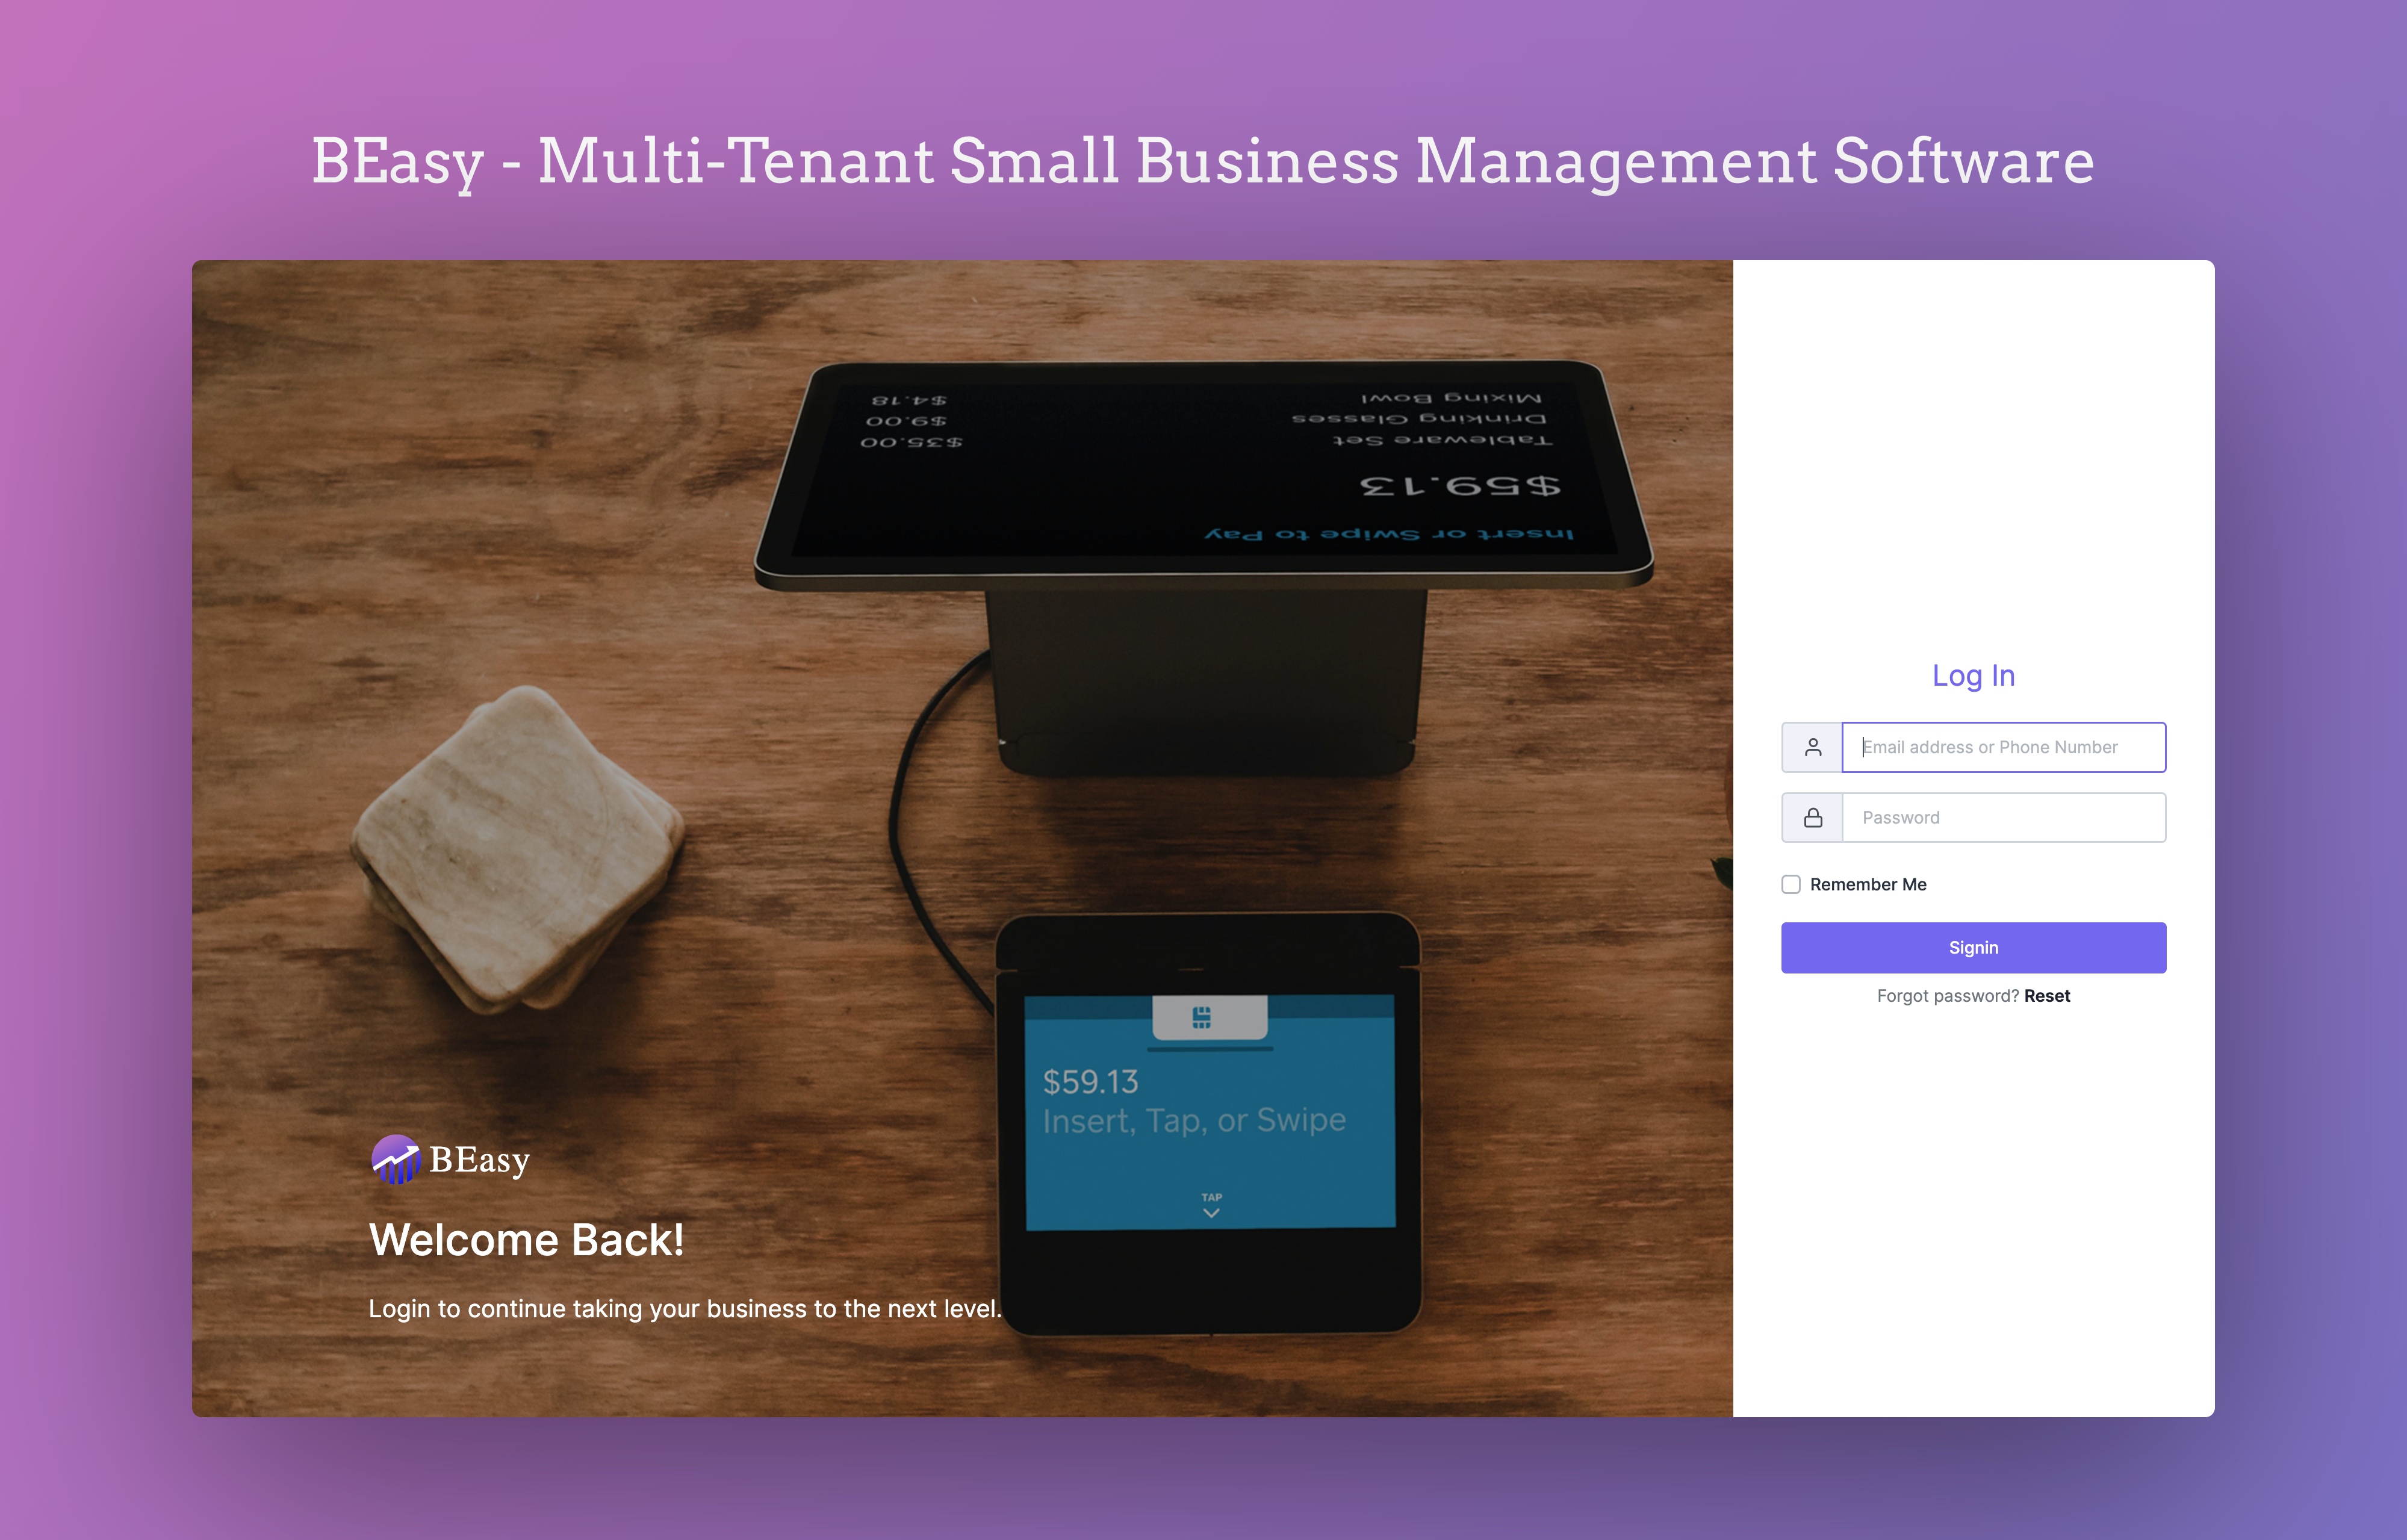 BEasy - Multi-Tenant Small Business Management Software
Insert or Swipe to Pay
$59.13
Tableware Set $35.00
Drinking Glasses $9.00
Mixing Bowl $4.18
$59.13
Insert, Tap, or Swipe
TAP
BEasy
Welcome Back!
Login to continue taking your business to the next level.
Log In
Email address or Phone Number
Password
Remember Me
Signin
Forgot password? Reset